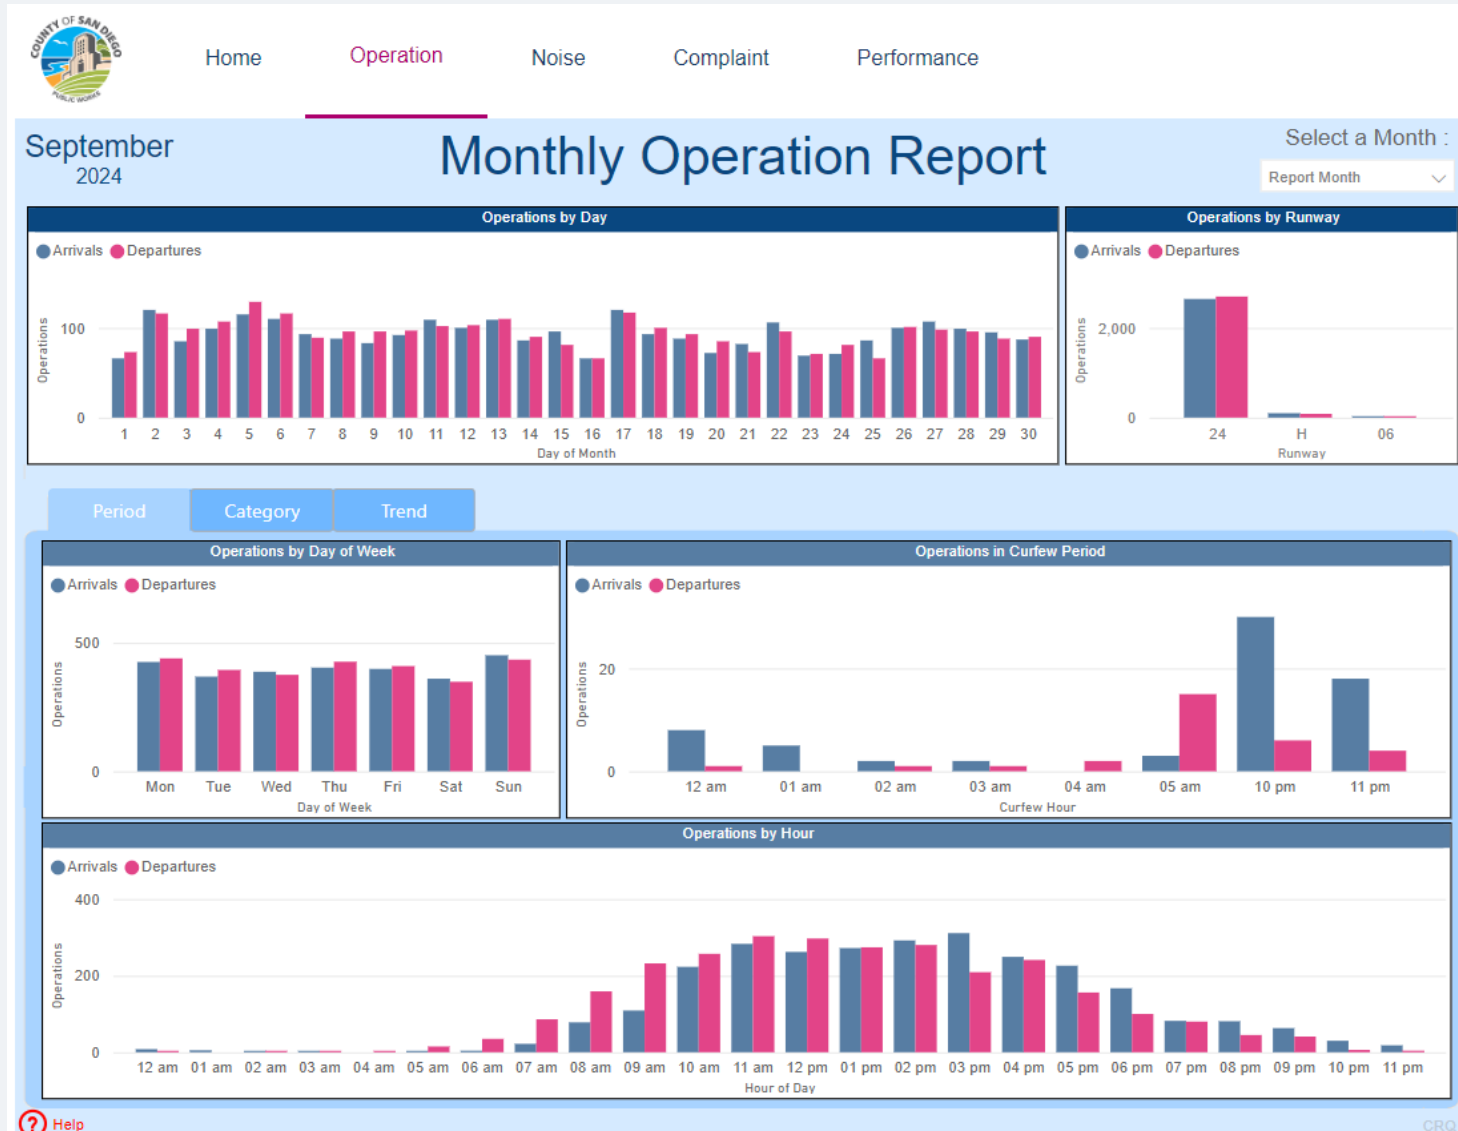 COUNTY OF SAN DIEGO
PUBLIC WORKS
Home Operation Noise Complaint Performance
September
2024
Monthly Operation Report
Select a Month :
Report Month
Operations by Day
Arrivals Departures
Operations
100
0
1 2 3 4 5 6 7 8 9 10 11 12 13 14 15 16 17 18 19 20 21 22 23 24 25 26 27 28 29 30
Day of Month
Operations by Runway
Arrivals Departures
Operations
2,000
0
24 H 06
Runway
Period Category Trend
Operations by Day of Week
Arrivals Departures
Operations
500
0
Mon Tue Wed Thu Fri Sat Sun
Day of Week
Operations in Curfew Period
Arrivals Departures
Operations
20
0
12 am 01 am 02 am 03 am 04 am 05 am 10 pm 11 pm
Curfew Hour
Operations by Hour
Arrivals Departures
Operations
400
200
0
12 am 01 am 02 am 03 am 04 am 05 am 06 am 07 am 08 am 09 am 10 am 11 am 12 pm 01 pm 02 pm 03 pm 04 pm 05 pm 06 pm 07 pm 08 pm 09 pm 10 pm 11 pm
Hour of Day
? Help
CRQ